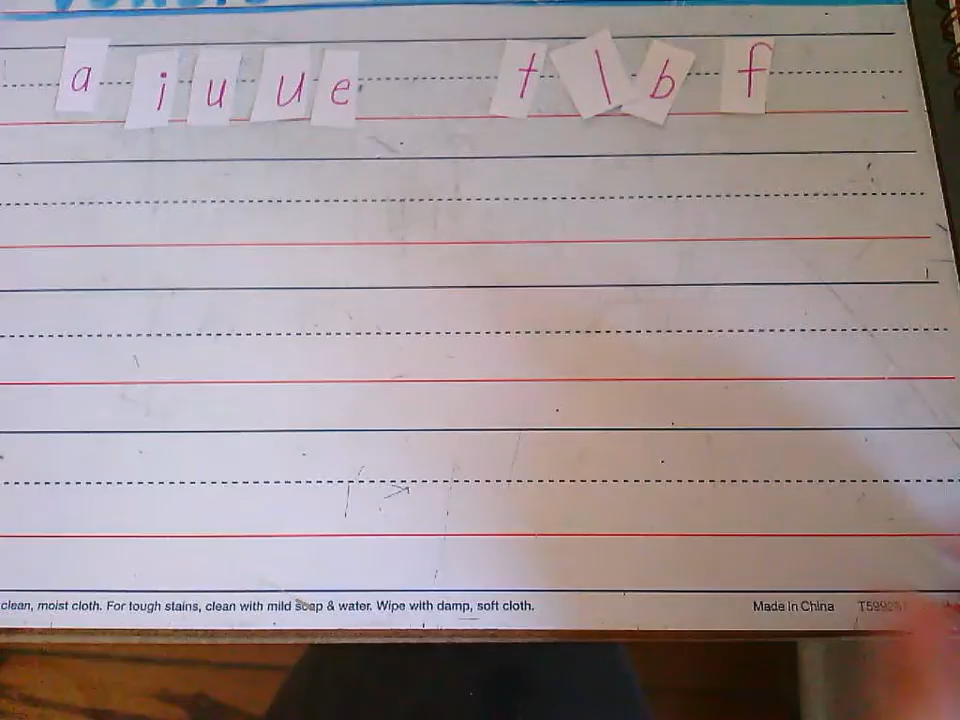 a i u u e t l b f
clean, moist cloth. For tough stains, clean with mild soap & water. Wipe with damp, soft cloth. Made in China